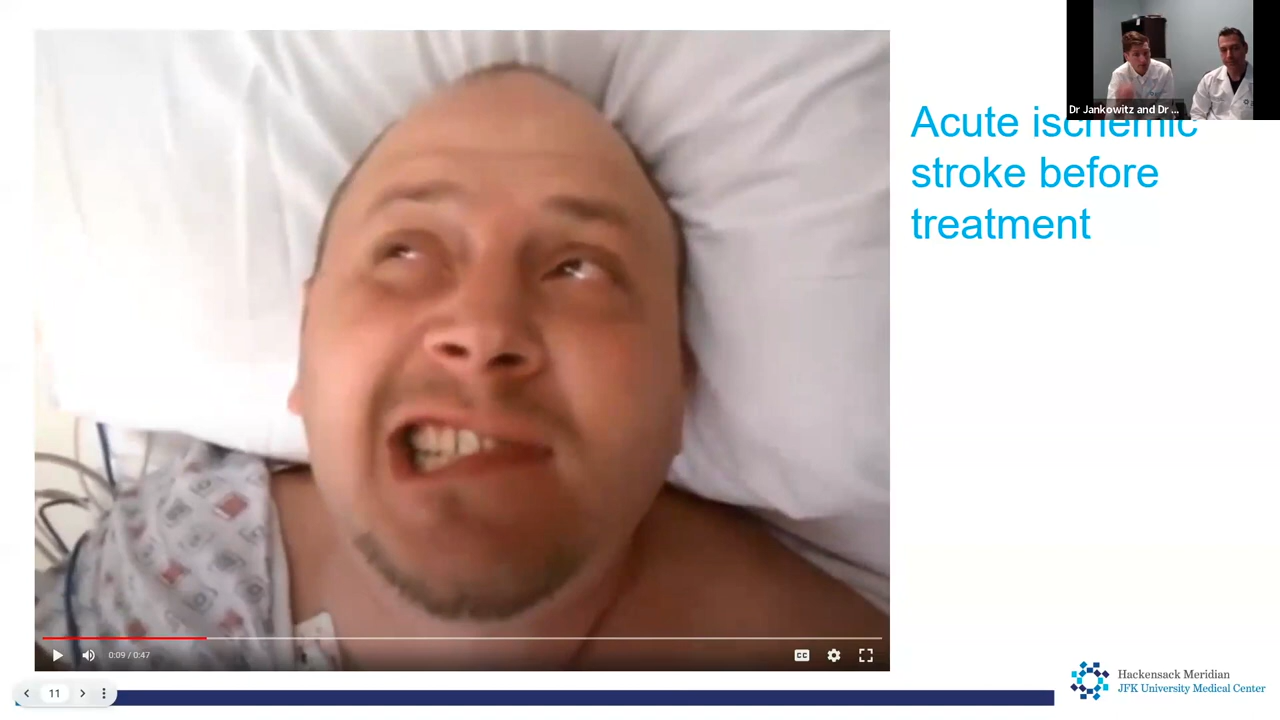 Dr Jankowitz and Dr ...
Acute ischemic
stroke before
treatment
0:09 / 0:47
CC
11
Hackensack Meridian
JFK University Medical Center